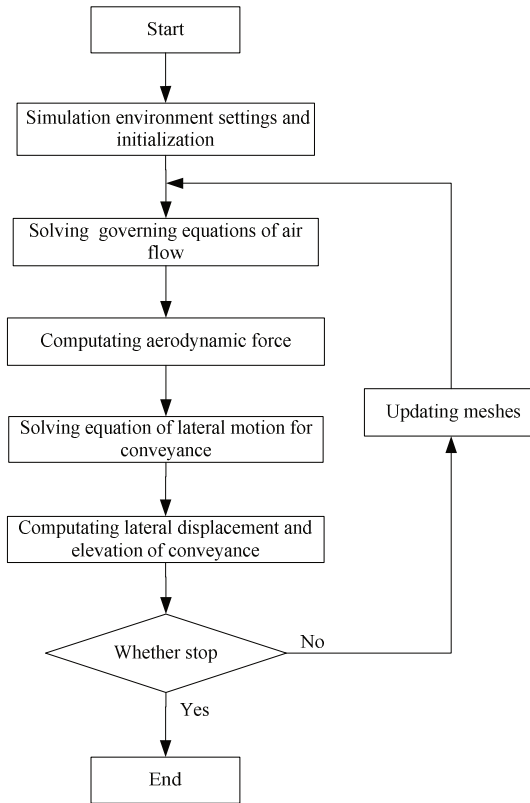 Start
Simulation environment settings and
initialization
Solving governing equations of air
flow
Computating aerodynamic force
Updating meshes
Solving equation of lateral motion for
conveyance
Computating lateral displacement and
elevation of conveyance
Whether stop
No
Yes
End